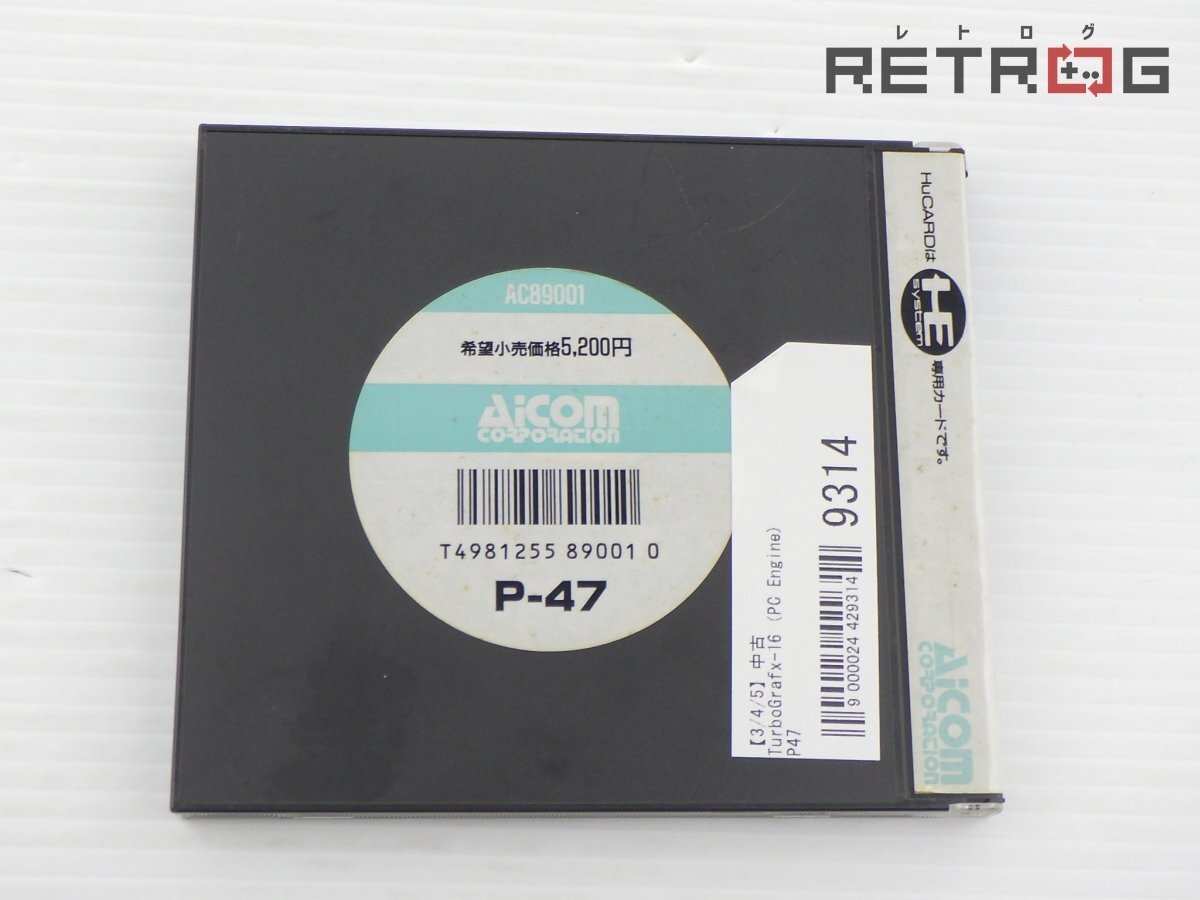 レトログ
RETROG
AC89001
希望小売価格5,200円
AiCOM
CORPORATION
T4981255 89001 0
P-47
【3/4/5】中古
TurboGrafx-16 (PC Engine)
P47
9 000024 429314
9314
HuCARDは
HE
SYSTEM
専用カードです。
AiCOM
CORPORATION